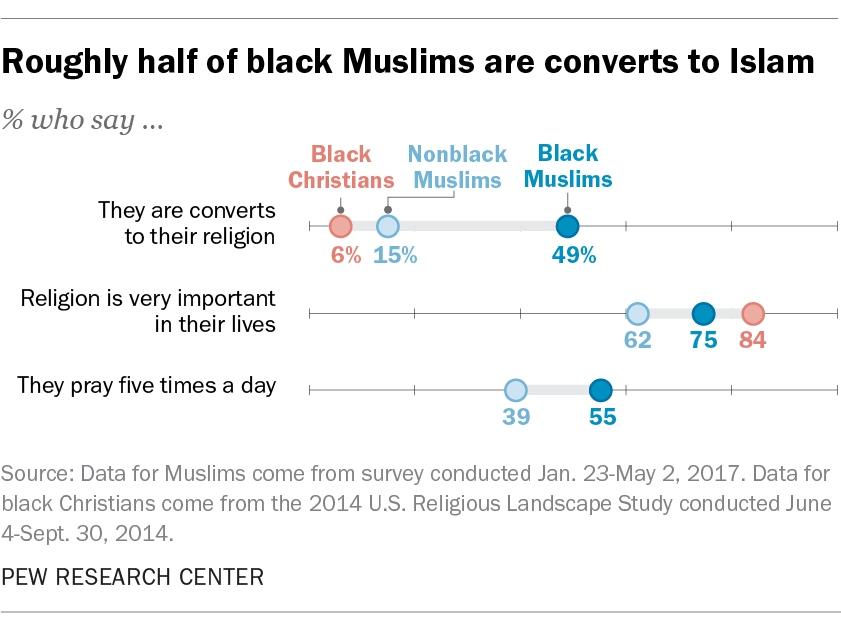 Roughly half of black Muslims are converts to Islam
% who say ...
Black
Christians
Nonblack
Muslims
Black
Muslims
They are converts
to their religion
6%
15%
49%
Religion is very important
in their lives
62
75
84
They pray five times a day
39
55
Source: Data for Muslims come from survey conducted Jan. 23-May 2, 2017. Data for
black Christians come from the 2014 U.S. Religious Landscape Study conducted June
4-Sept. 30, 2014.
PEW RESEARCH CENTER